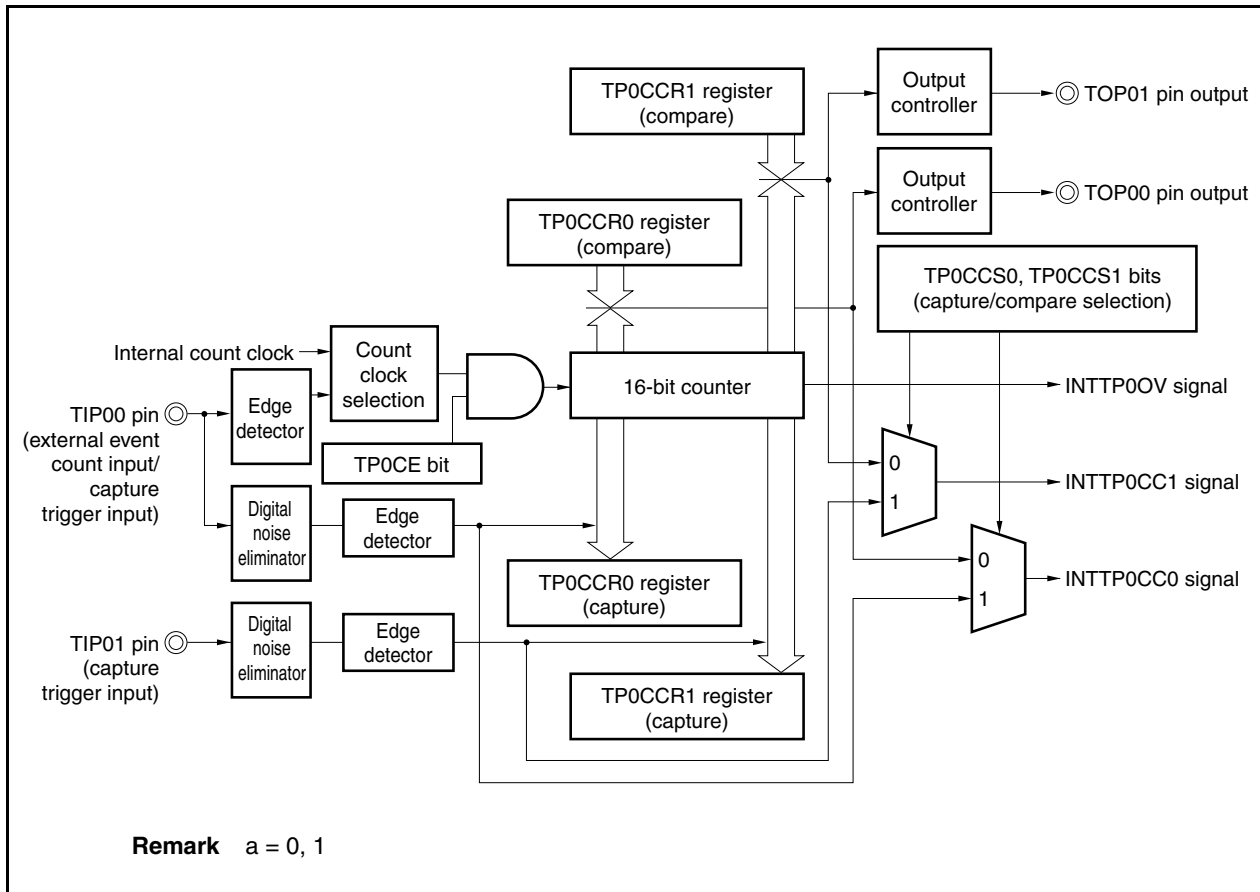 TP0CCR1 register
(compare)
Output
controller
TOP01 pin output
Output
controller
TOP00 pin output
TP0CCR0 register
(compare)
TP0CCS0, TP0CCS1 bits
(capture/compare selection)
Internal count clock
Count
clock
selection
16-bit counter
INTTP0OV signal
TIP00 pin
(external event
count input/
capture
trigger input)
Edge
detector
TP0CE bit
0
1
INTTP0CC1 signal
Digital
noise
eliminator
Edge
detector
TP0CCR0 register
(capture)
0
1
INTTP0CC0 signal
TIP01 pin
(capture
trigger input)
Digital
noise
eliminator
Edge
detector
TP0CCR1 register
(capture)
Remark a = 0, 1